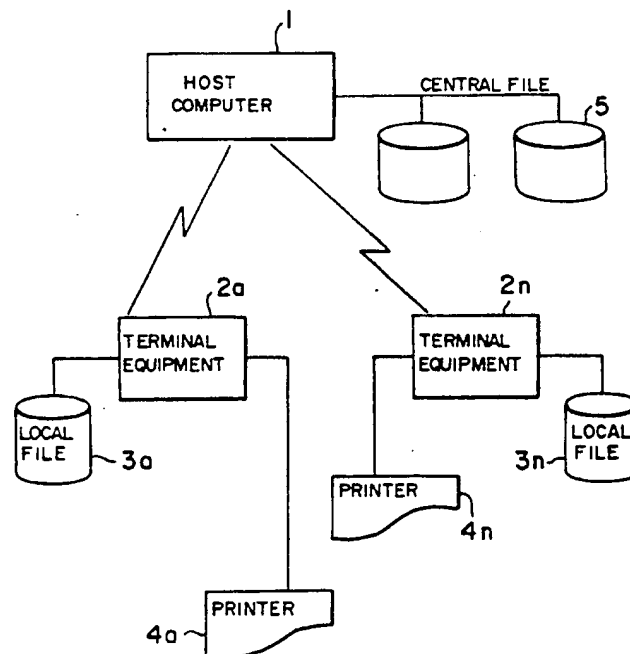 1
HOST
COMPUTER
CENTRAL FILE
5
2a
TERMINAL
EQUIPMENT
2n
TERMINAL
EQUIPMENT
LOCAL
FILE
3a
LOCAL
FILE
3n
PRINTER
4n
PRINTER
4a